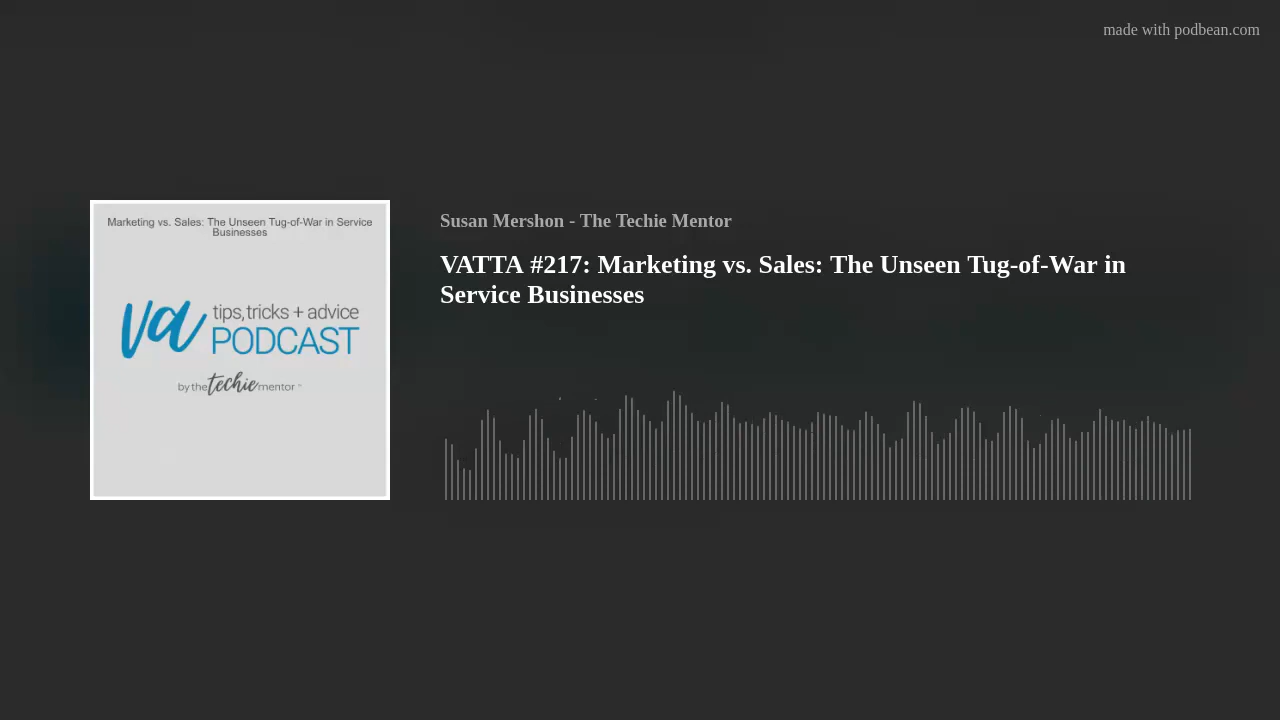 made with podbean.com
Marketing vs. Sales: The Unseen Tug-of-War in Service
Businesses
va tips, tricks + advice
PODCAST
by the techie mentor
Susan Mershon - The Techie Mentor
VATTA #217: Marketing vs. Sales: The Unseen Tug-of-War in
Service Businesses